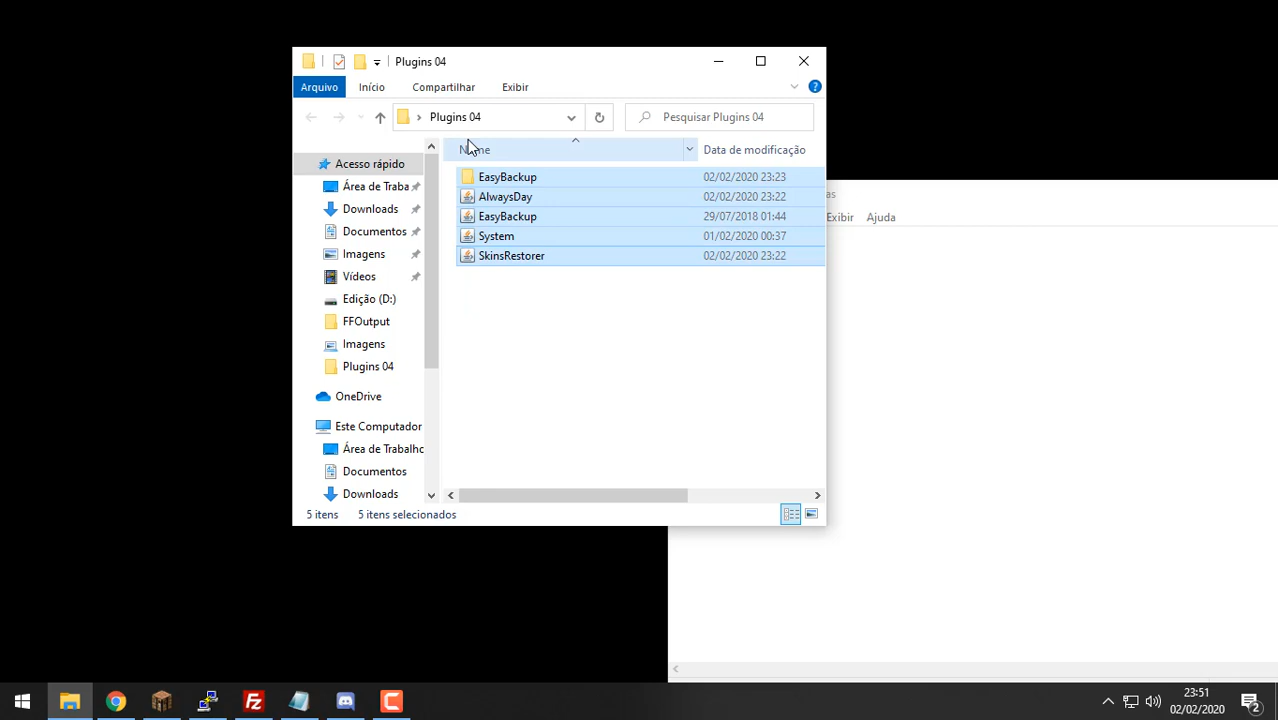 Plugins 04
Arquivo Início Compartilhar Exibir
Plugins 04 Pesquisar Plugins 04
Nome Data de modificação
Acesso rápido
Área de Traba
Downloads
Documentos
Imagens
Vídeos
Edição (D:)
FFOutput
Imagens
Plugins 04
OneDrive
Este Computador
Área de Trabalho
Documentos
Downloads
EasyBackup 02/02/2020 23:23
AlwaysDay 02/02/2020 23:22
EasyBackup 29/07/2018 01:44
System 01/02/2020 00:37
SkinsRestorer 02/02/2020 23:22
5 itens 5 itens selecionados
as
Exibir Ajuda
Fz
23:51
02/02/2020
2